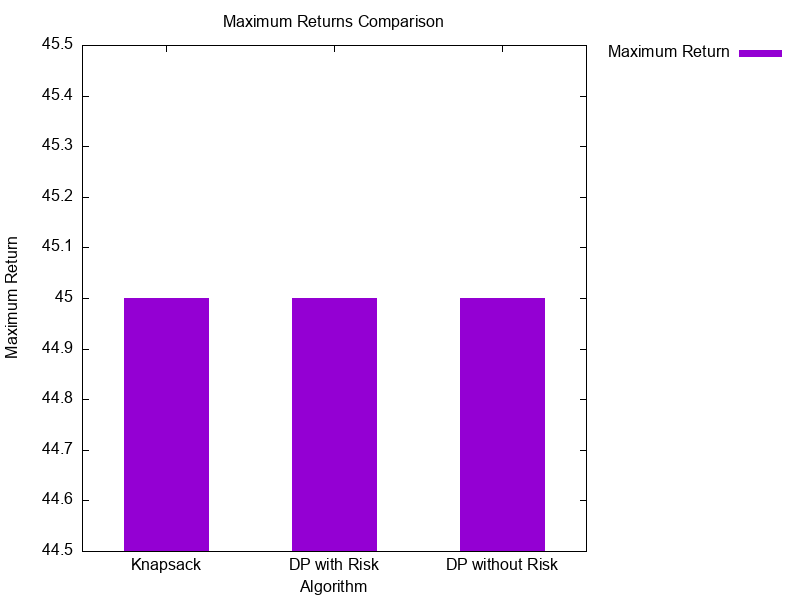 Maximum Returns Comparison
Maximum Return
45.5
45.4
45.3
45.2
45.1
45
44.9
44.8
44.7
44.6
44.5
Maximum Return
Knapsack DP with Risk DP without Risk
Algorithm